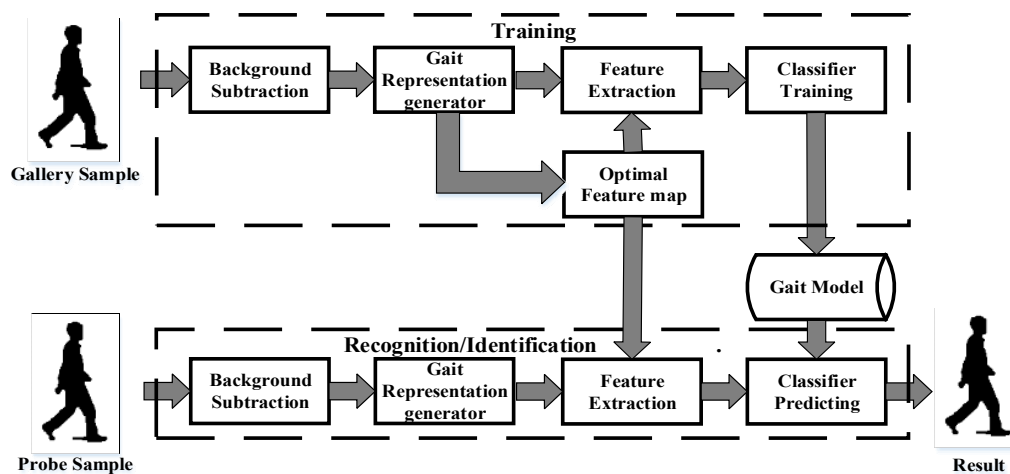 Training
Background
Subtraction
Gait
Representation
generator
Feature
Extraction
Classifier
Training
Gallery Sample
Optimal
Feature map
Gait Model
Recognition/Identification
.
Background
Subtraction
Gait
Representation
generator
Feature
Extraction
Classifier
Predicting
Probe Sample
Result